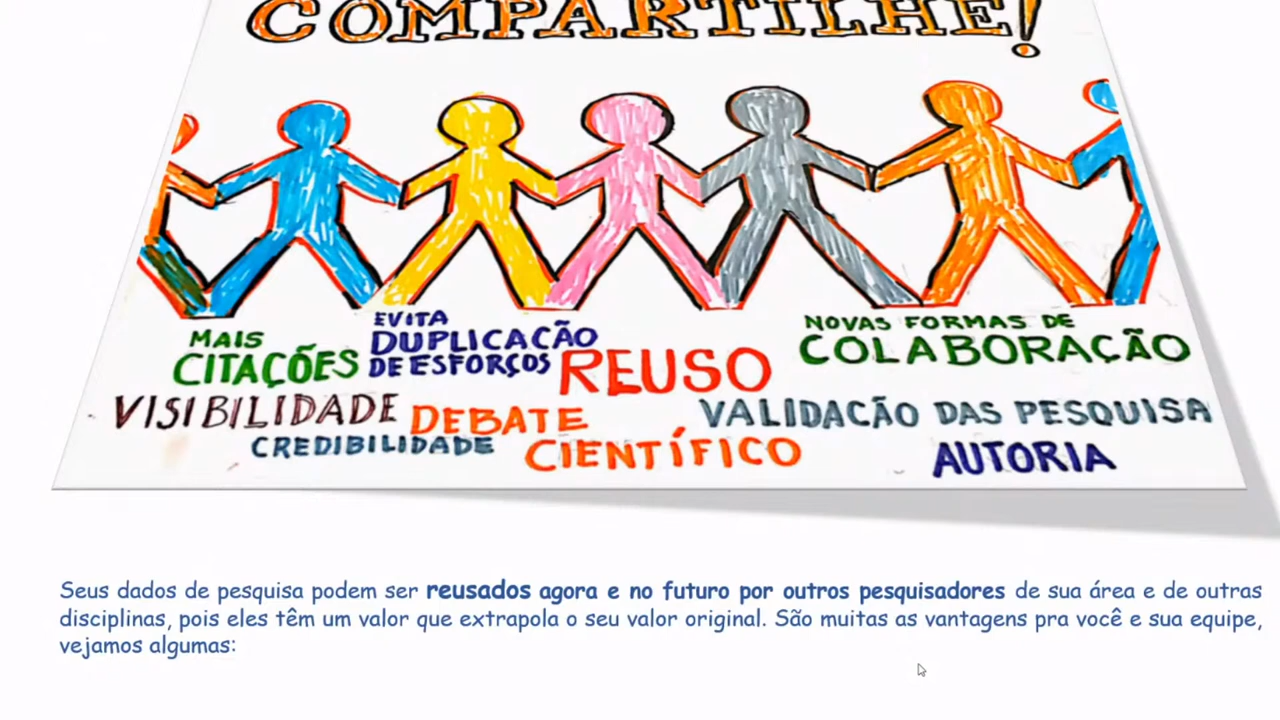 COMPARTILHE!
MAIS
CITAÇÕES
EVITA
DUPLICAÇÃO
DE ESFORÇOS
REUSO
NOVAS FORMAS DE
COLABORAÇÃO
VISIBILIDADE
DEBATE
CIENTÍFICO
VALIDACÃO DAS PESQUISA
CREDIBILIDADE
AUTORIA
Seus dados de pesquisa podem ser reusados agora e no futuro por outros pesquisadores de sua área e de outras
disciplinas, pois eles têm um valor que extrapola o seu valor original. São muitas as vantagens pra você e sua equipe,
vejamos algumas: